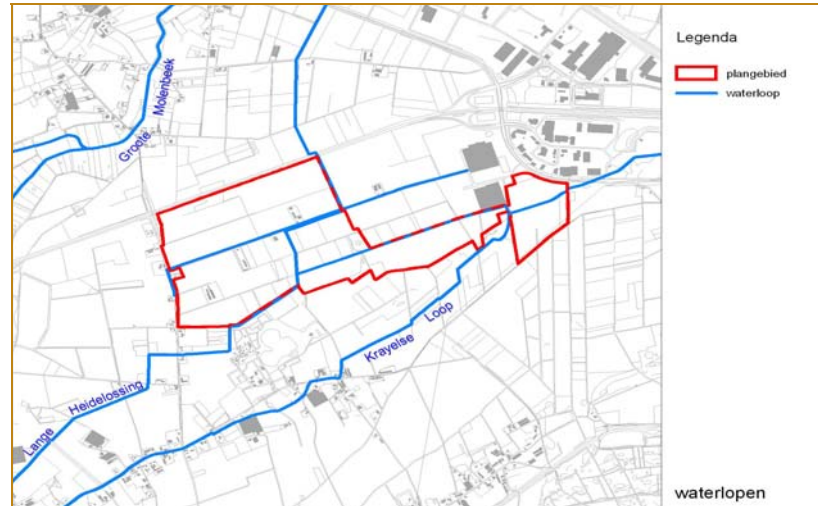 Legenda
plangebied
waterloop
Groote Molenbeek
Krayelse Loop
Lange Heidelossing
waterlopen